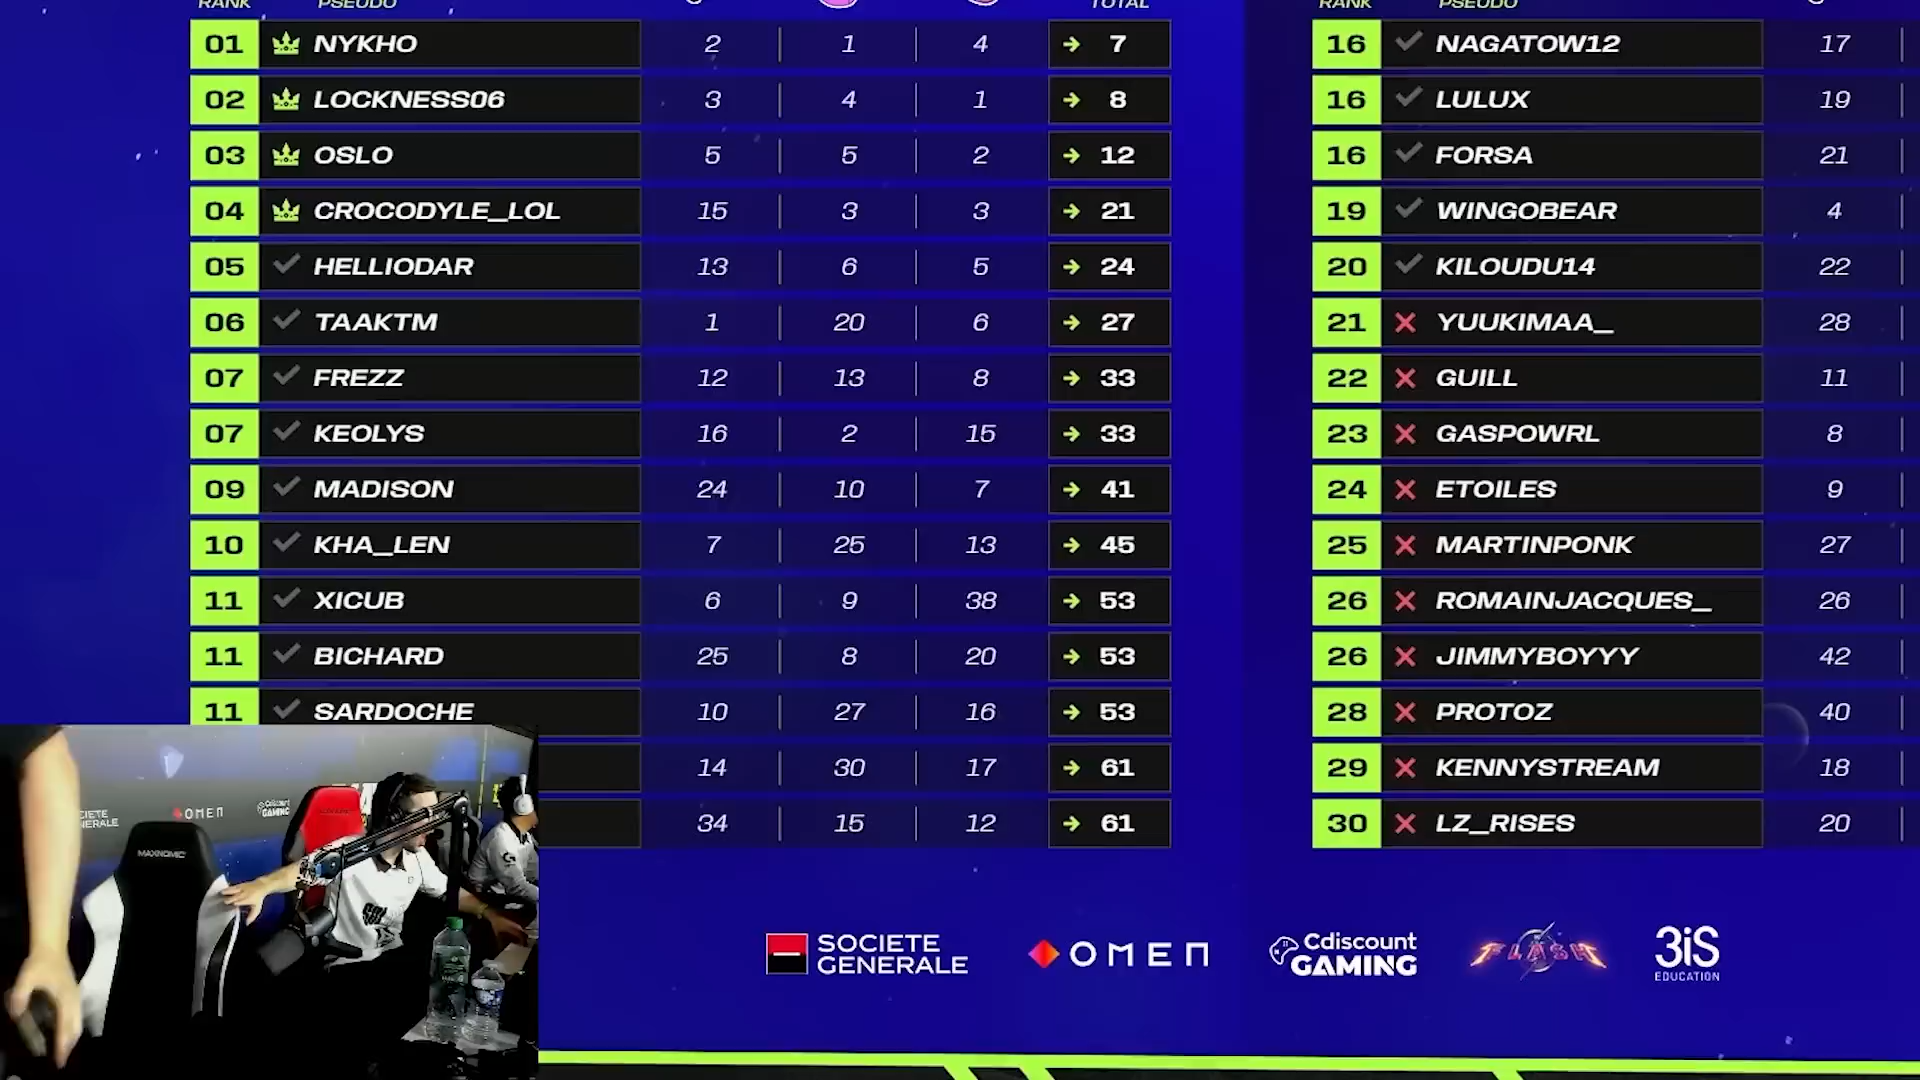 RANK PSEUDO TOTAL
01 NYKHO 2 1 4 7
02 LOCKNESS06 3 4 1 8
03 OSLO 5 5 2 12
04 CROCODYLE_LOL 15 3 3 21
05 HELLIODAR 13 6 5 24
06 TAAKTM 1 20 6 27
07 FREZZ 12 13 8 33
07 KEOLYS 16 2 15 33
09 MADISON 24 10 7 41
10 KHA_LEN 7 25 13 45
11 XICUB 6 9 38 53
11 BICHARD 25 8 20 53
11 SARDOCHE 10 27 16 53
14 30 17 61
34 15 12 61
RANK PSEUDO
16 NAGATOW12 17
16 LULUX 19
16 FORSA 21
19 WINGOBEAR 4
20 KILOUDU14 22
21 YUUKIMAA_ 28
22 GUILL 11
23 GASPOWRL 8
24 ETOILES 9
25 MARTINPONK 27
26 ROMAINJACQUES_ 26
26 JIMMYBOYYY 42
28 PROTOZ 40
29 KENNYSTREAM 18
30 LZ_RISES 20
OMEN
Cdiscount
GAMING
MAXNOMIC
SOCIETE
GENERALE
OMEN
Cdiscount
GAMING
FLASH
3iS
EDUCATION